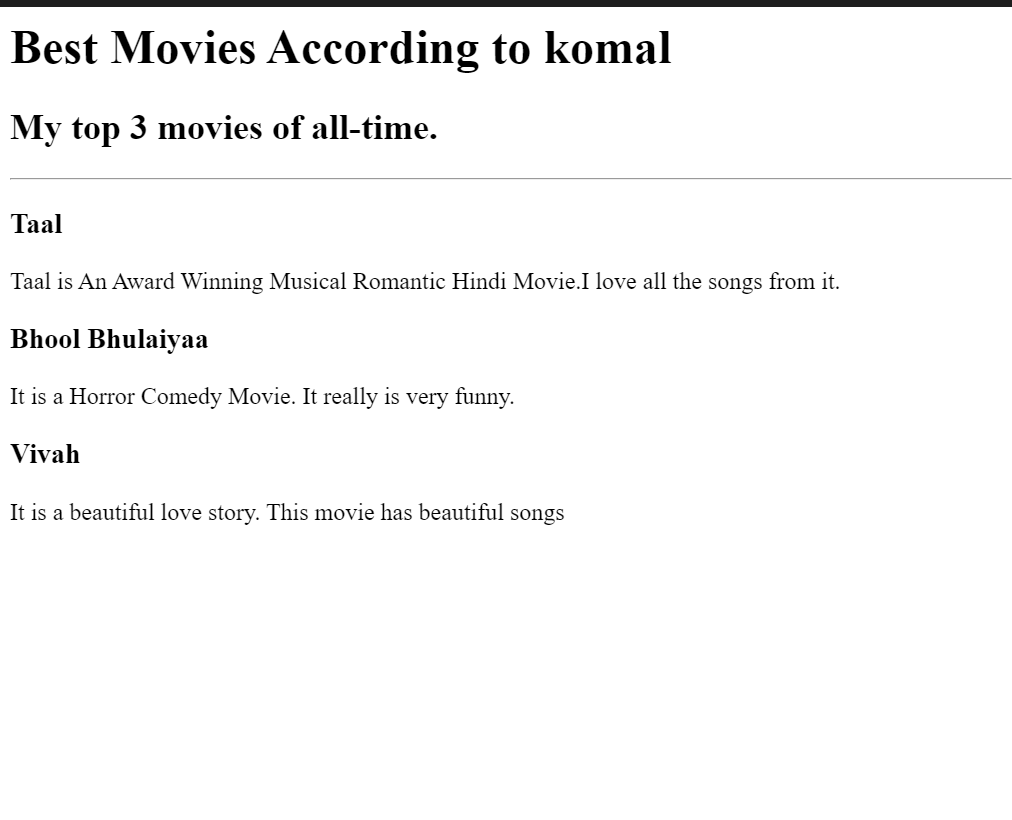 Best Movies According to komal
My top 3 movies of all-time.
Taal
Taal is An Award Winning Musical Romantic Hindi Movie.I love all the songs from it.
Bhool Bhulaiyaa
It is a Horror Comedy Movie. It really is very funny.
Vivah
It is a beautiful love story. This movie has beautiful songs